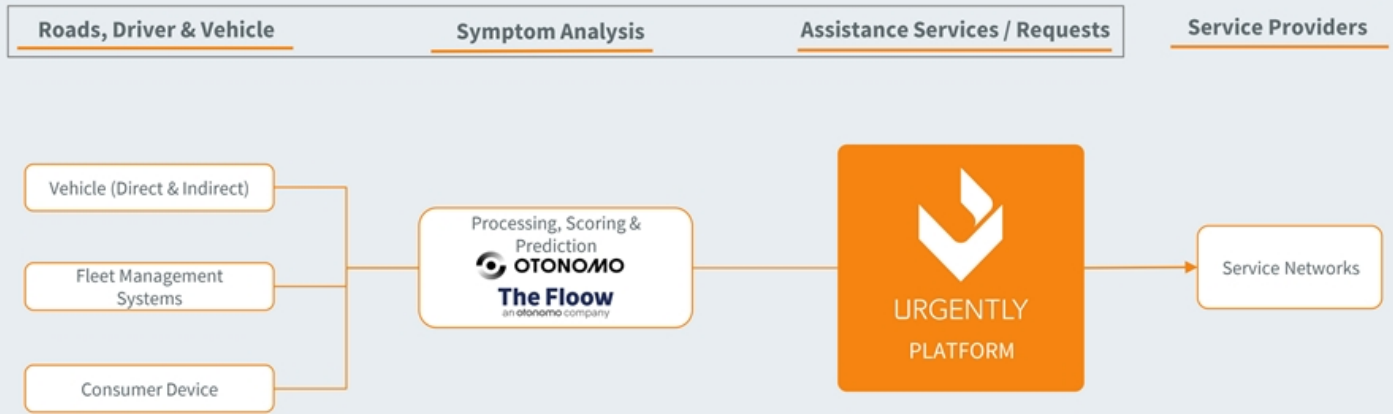 Roads, Driver & Vehicle
Symptom Analysis
Assistance Services / Requests
Service Providers
Vehicle (Direct & Indirect)
Fleet Management
Systems
Consumer Device
Processing, Scoring &
Prediction
OTONOMO
The Floow
an otonomo company
URGENTLY
PLATFORM
Service Networks